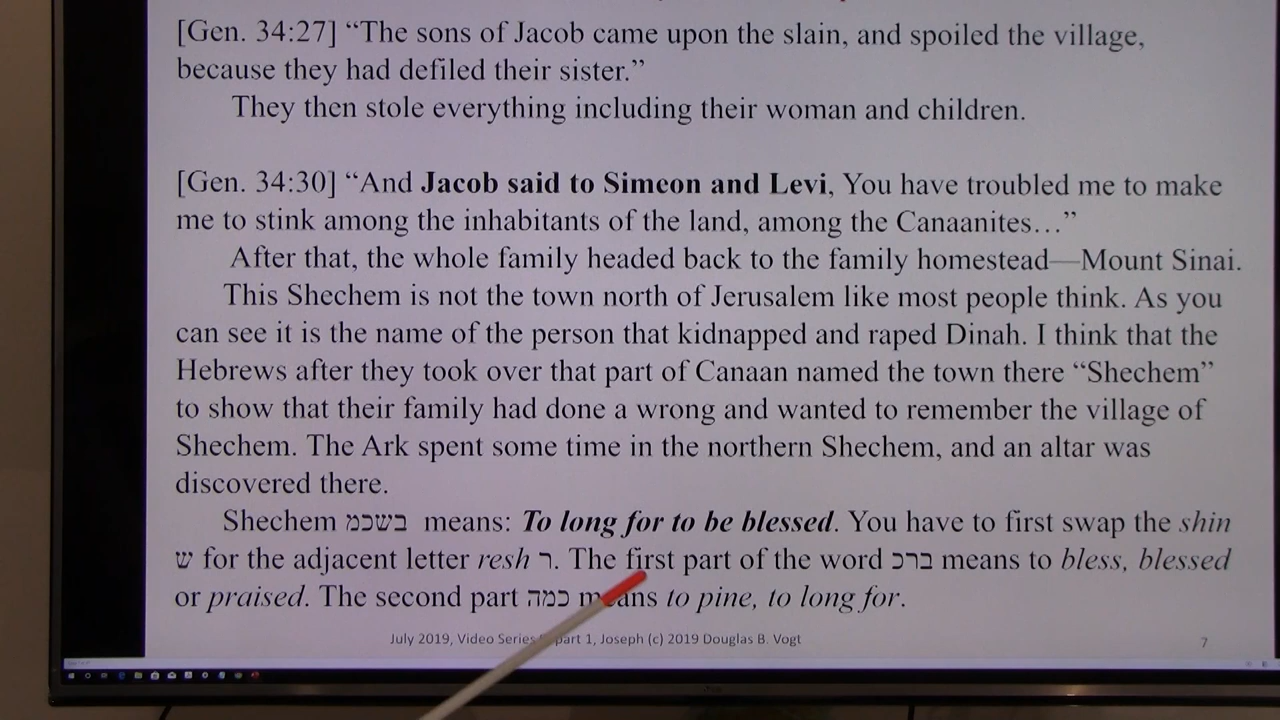 [Gen. 34:27] “The sons of Jacob came upon the slain, and spoiled the village,
because they had defiled their sister.”
They then stole everything including their woman and children.
[Gen. 34:30] “And Jacob said to Simeon and Levi, You have troubled me to make
me to stink among the inhabitants of the land, among the Canaanites…”
After that, the whole family headed back to the family homestead—Mount Sinai.
This Shechem is not the town north of Jerusalem like most people think. As you
can see it is the name of the person that kidnapped and raped Dinah. I think that the
Hebrews after they took over that part of Canaan named the town there “Shechem”
to show that their family had done a wrong and wanted to remember the village of
Shechem. The Ark spent some time in the northern Shechem, and an altar was
discovered there.
Shechem בשכמ means: To long for to be blessed. You have to first swap the shin
ש for the adjacent letter resh ר. The first part of the word ברכ means to bless, blessed
or praised. The second part כמה means to pine, to long for.
July 2019, Video Series part 1, Joseph (c) 2019 Douglas B. Vogt
7